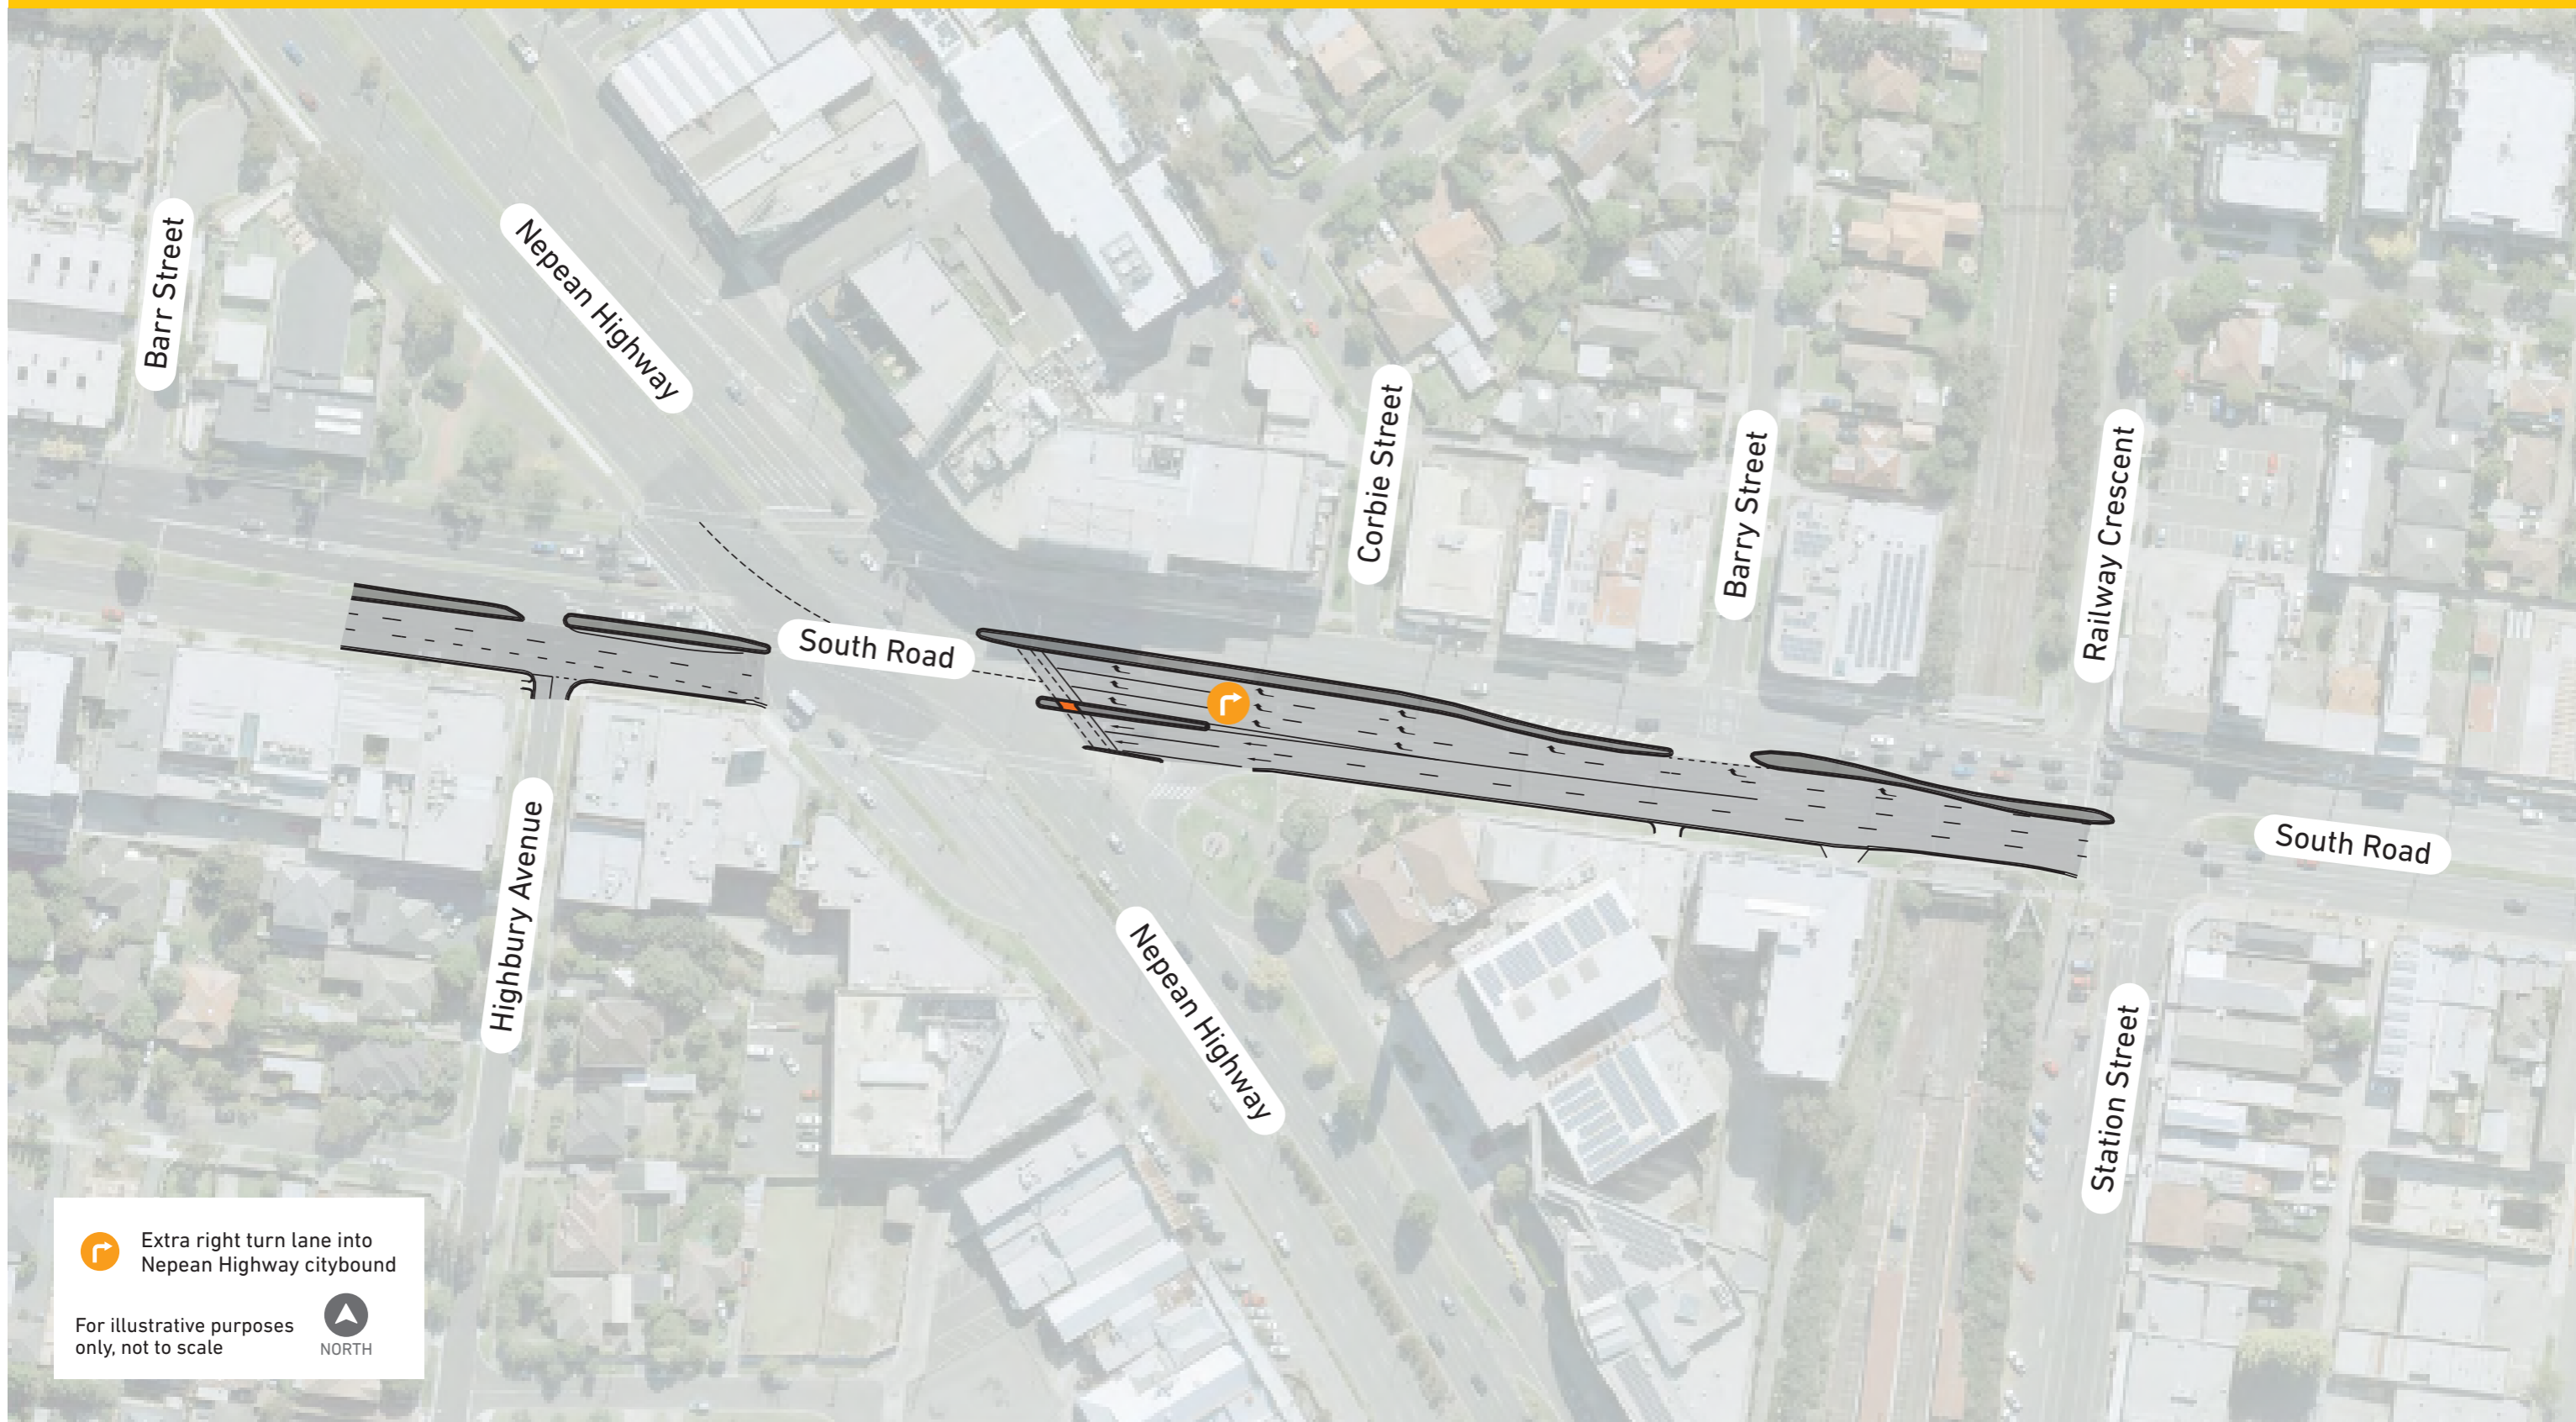 Barr Street
Nepean Highway
South Road
Corbie Street
Barry Street
Railway Crescent
South Road
Highbury Avenue
Nepean Highway
Station Street
Extra right turn lane into
Nepean Highway citybound
For illustrative purposes
only, not to scale
NORTH